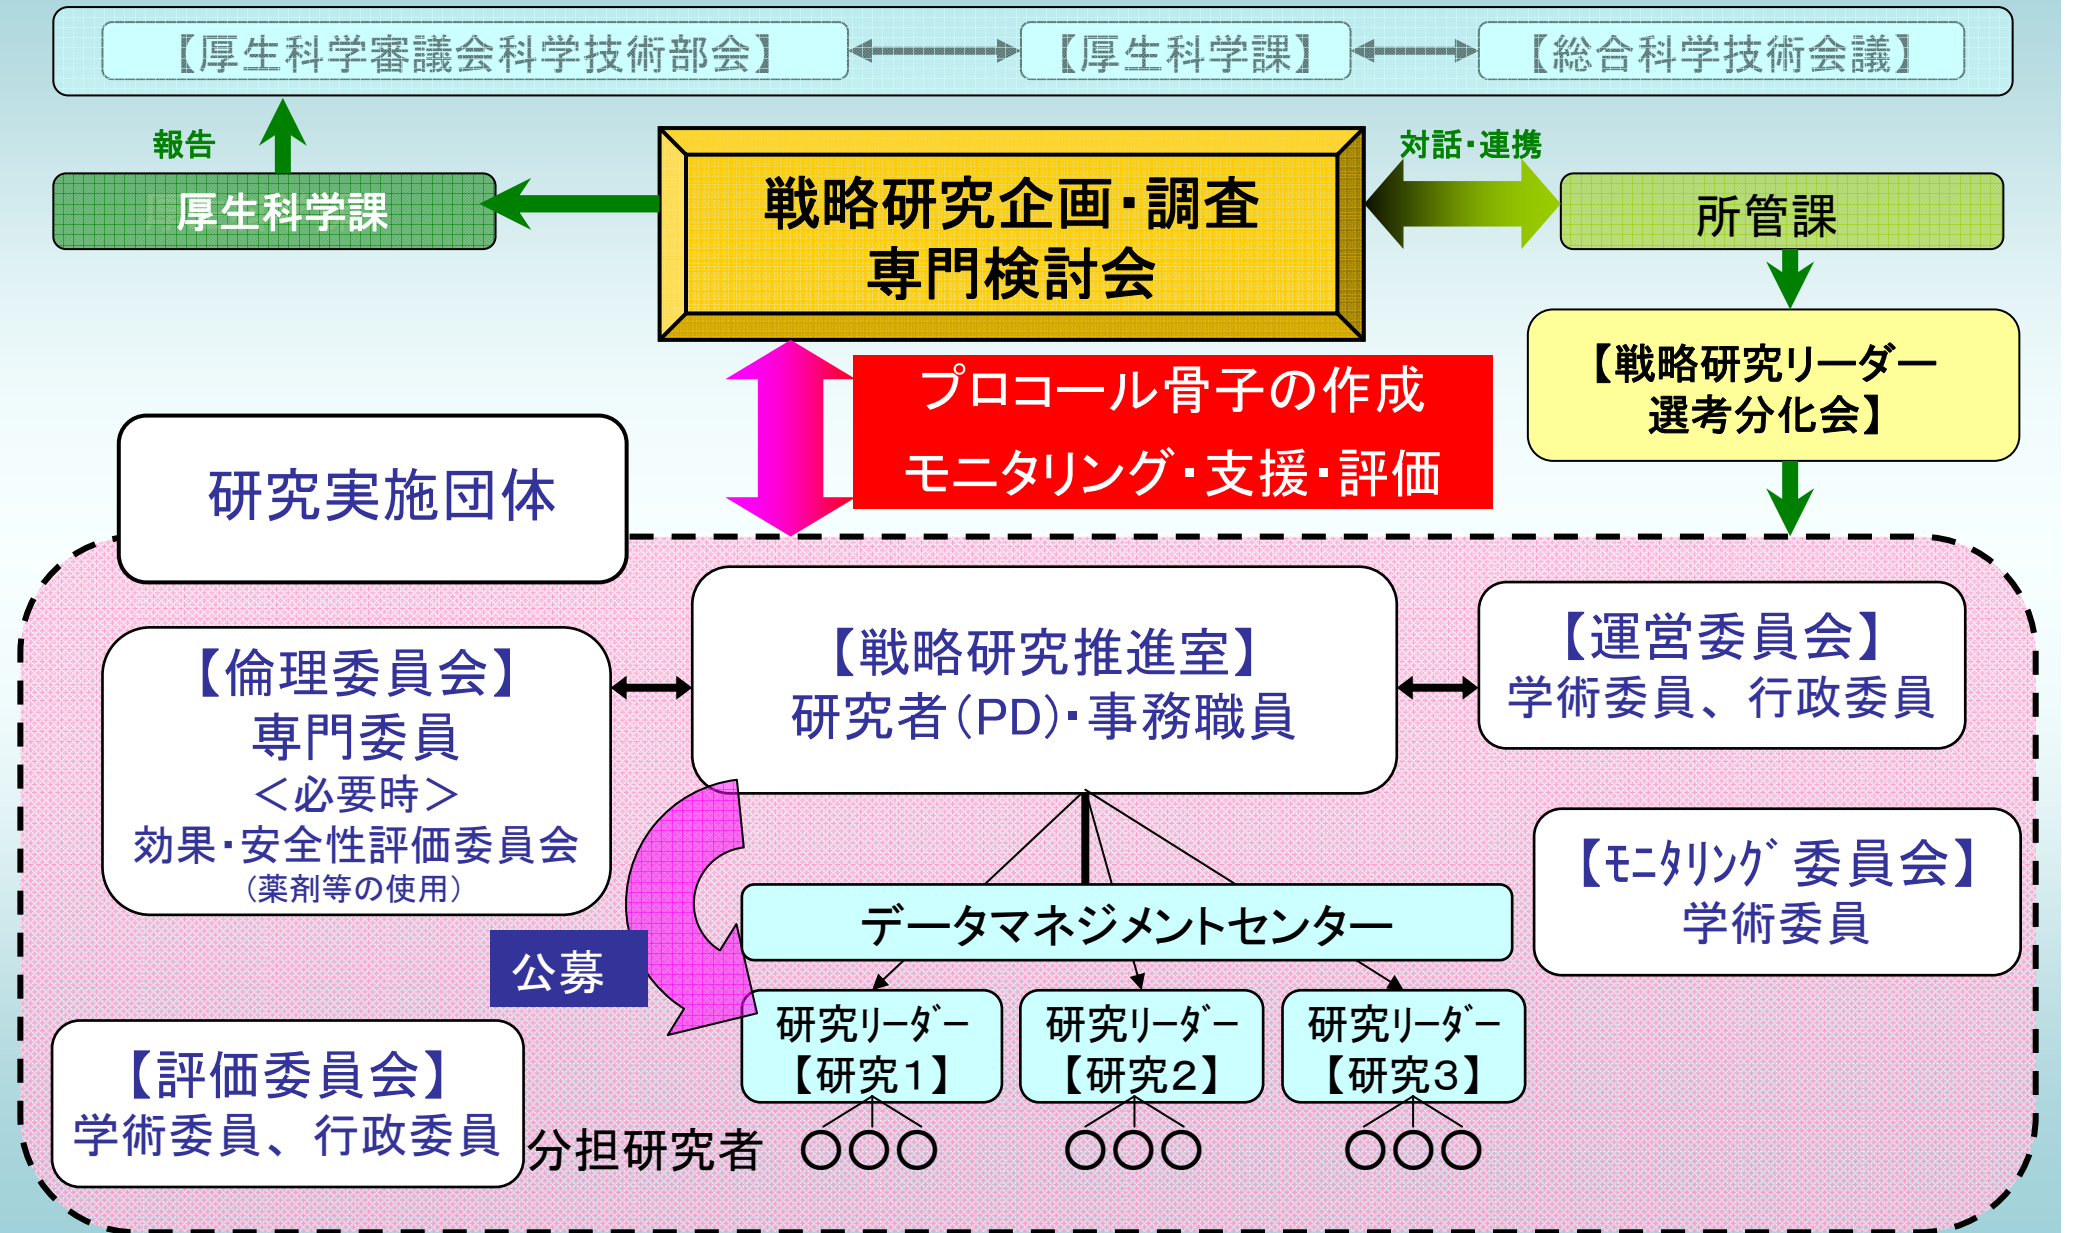 【厚生科学審議会科学技術部会】
【厚生科学課】
【総合科学技術会議】
報告
対話・連携
厚生科学課
戦略研究企画・調査
専門検討会
所管課
【戦略研究リーダー
選考分化会】
プロコール骨子の作成
モニタリング・支援・評価
研究実施団体
【倫理委員会】
専門委員
＜必要時＞
効果・安全性評価委員会
（薬剤等の使用）
【戦略研究推進室】
研究者（PD）・事務職員
【運営委員会】
学術委員、行政委員
【ﾓﾆﾀﾘﾝｸﾞ委員会】
学術委員
データマネジメントセンター
公募
研究ﾘｰﾀﾞｰ
【研究１】
研究ﾘｰﾀﾞｰ
【研究２】
研究ﾘｰﾀﾞｰ
【研究３】
【評価委員会】
学術委員、行政委員
分担研究者
○○○
○○○
○○○